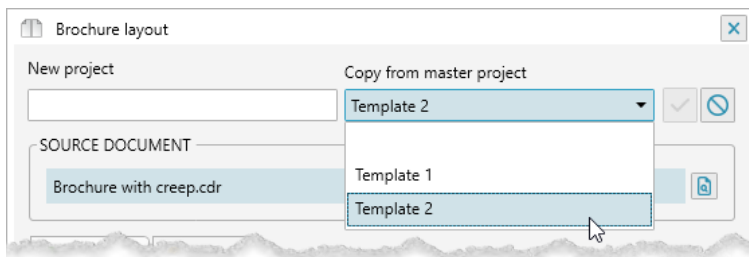 Brochure layout
New project
Copy from master project
Template 2
SOURCE DOCUMENT
Brochure with creep.cdr
Template 1
Template 2